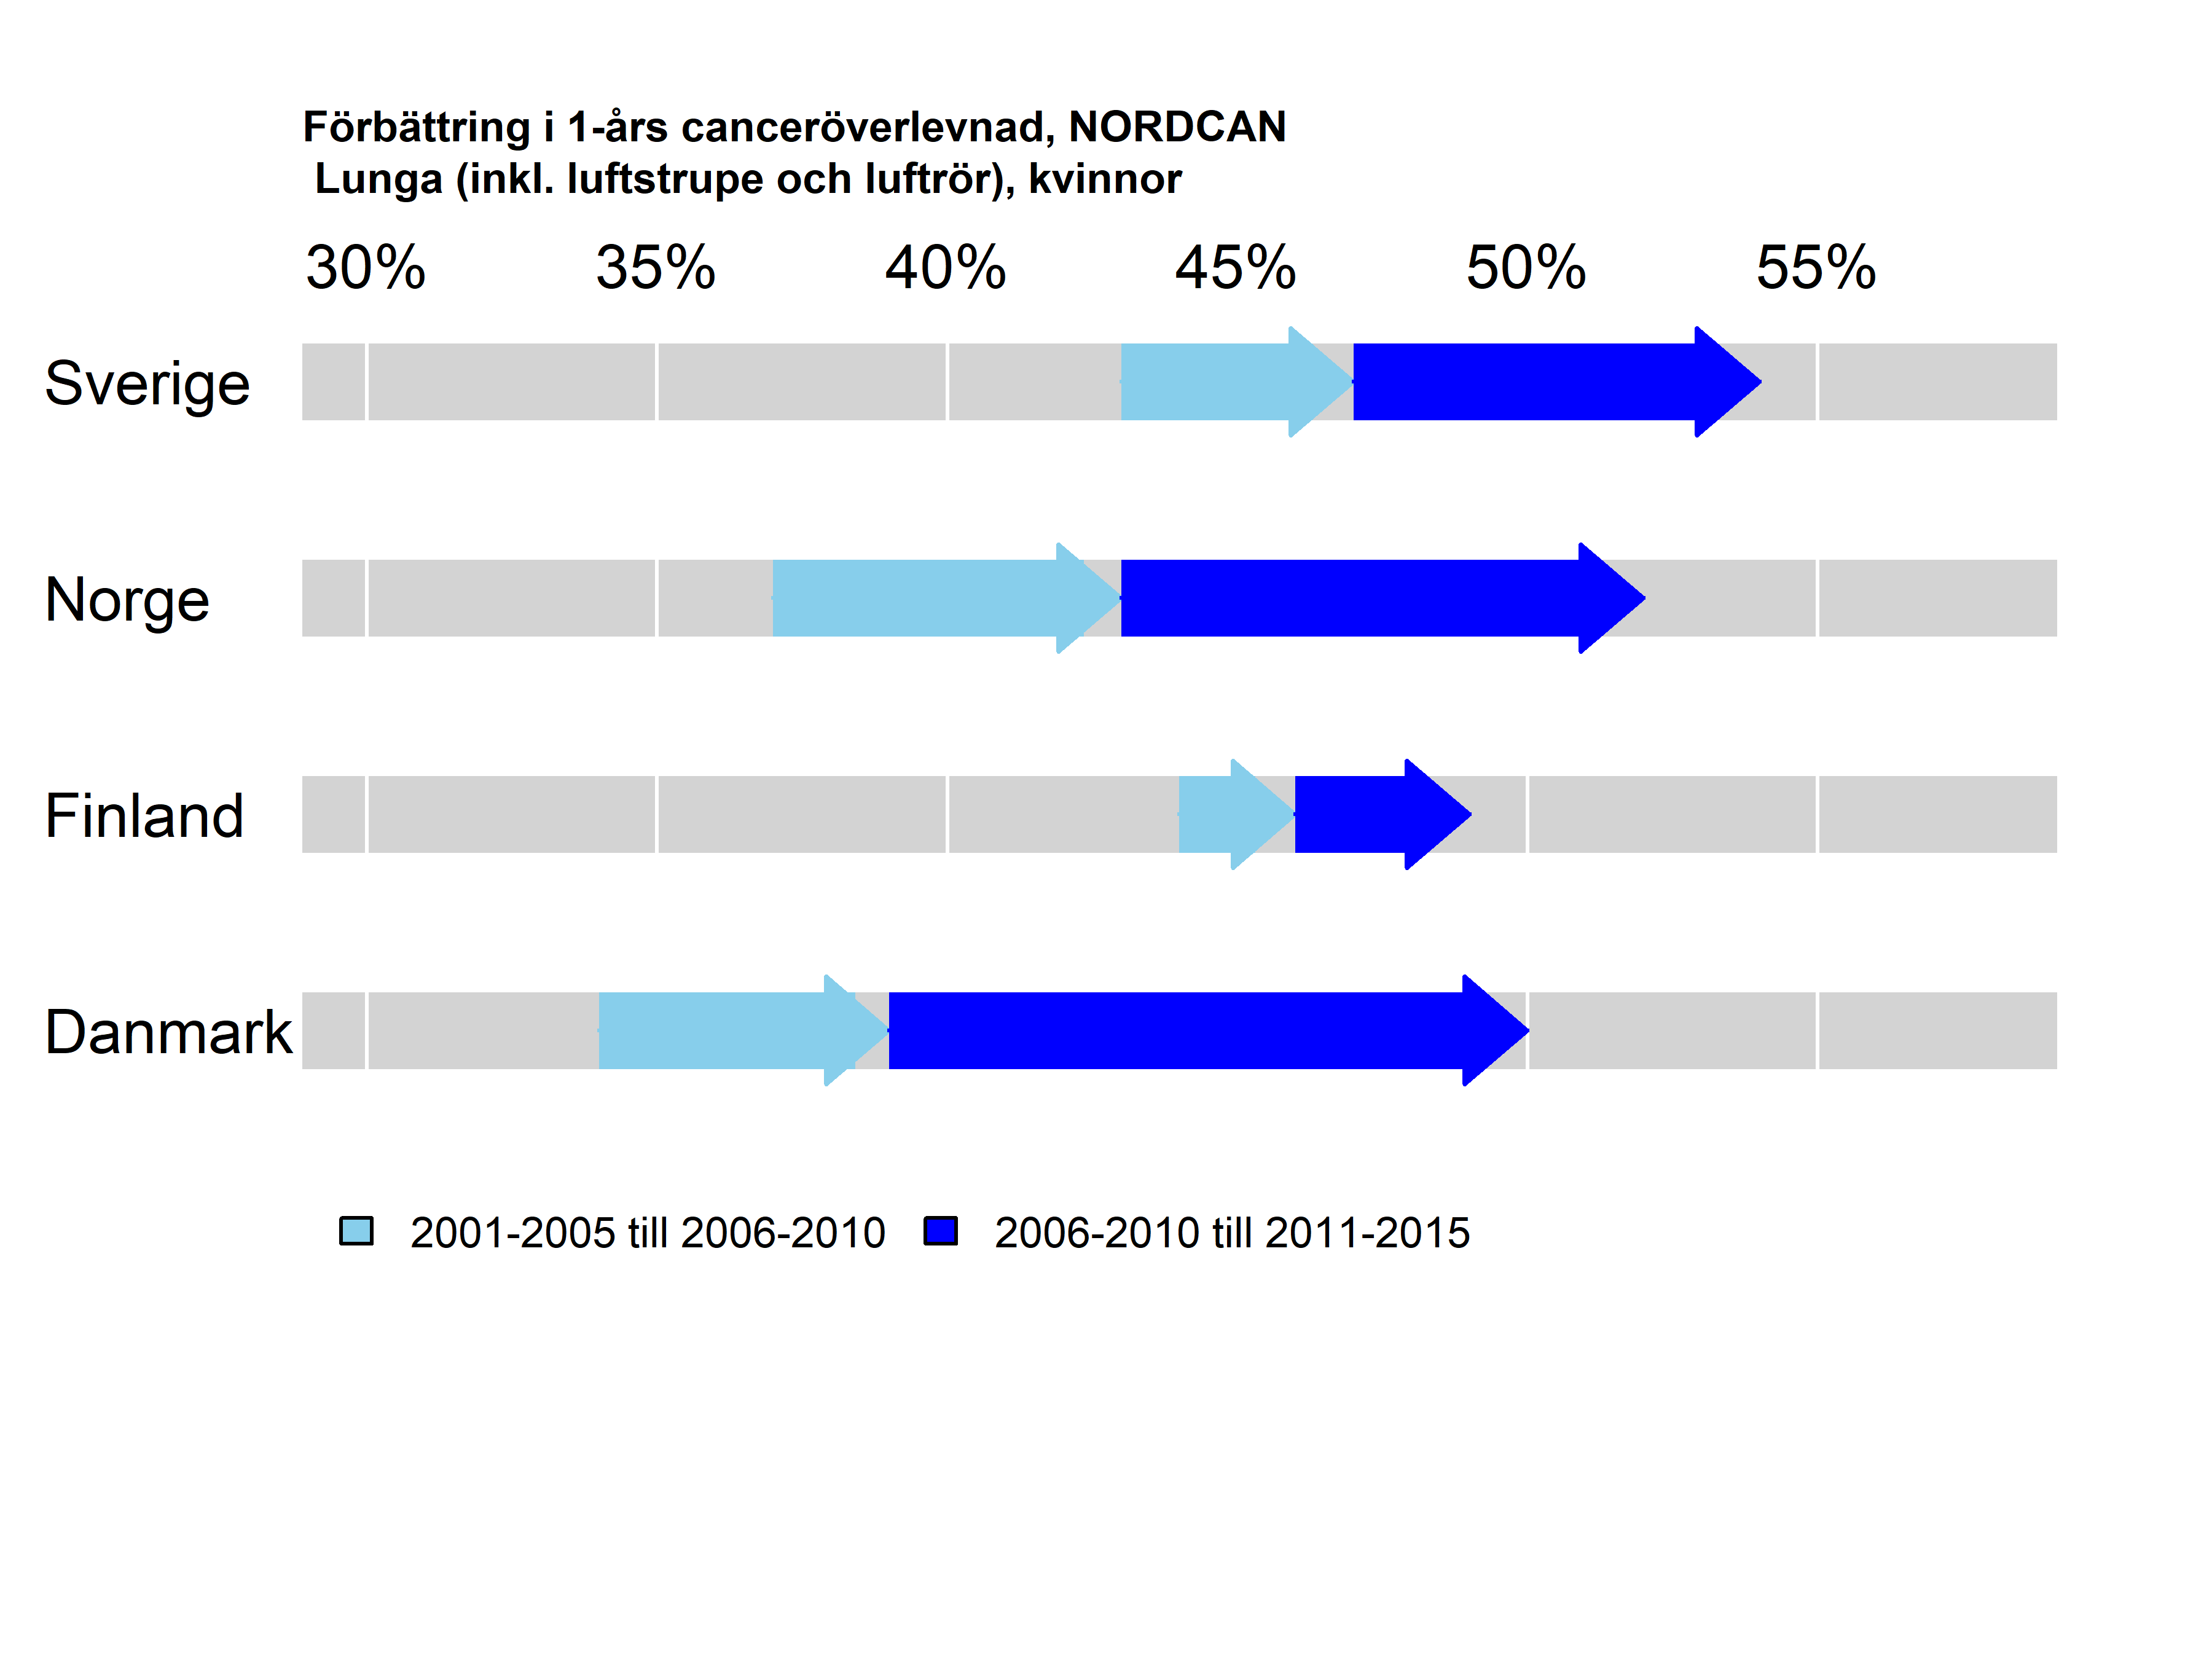 Förbättring i 1-års canceröverlevnad, NORDCAN
Lunga (inkl. luftstrupe och luftrör), kvinnor
30% 35% 40% 45% 50% 55%
Sverige
Norge
Finland
Danmark
2001-2005 till 2006-2010 2006-2010 till 2011-2015